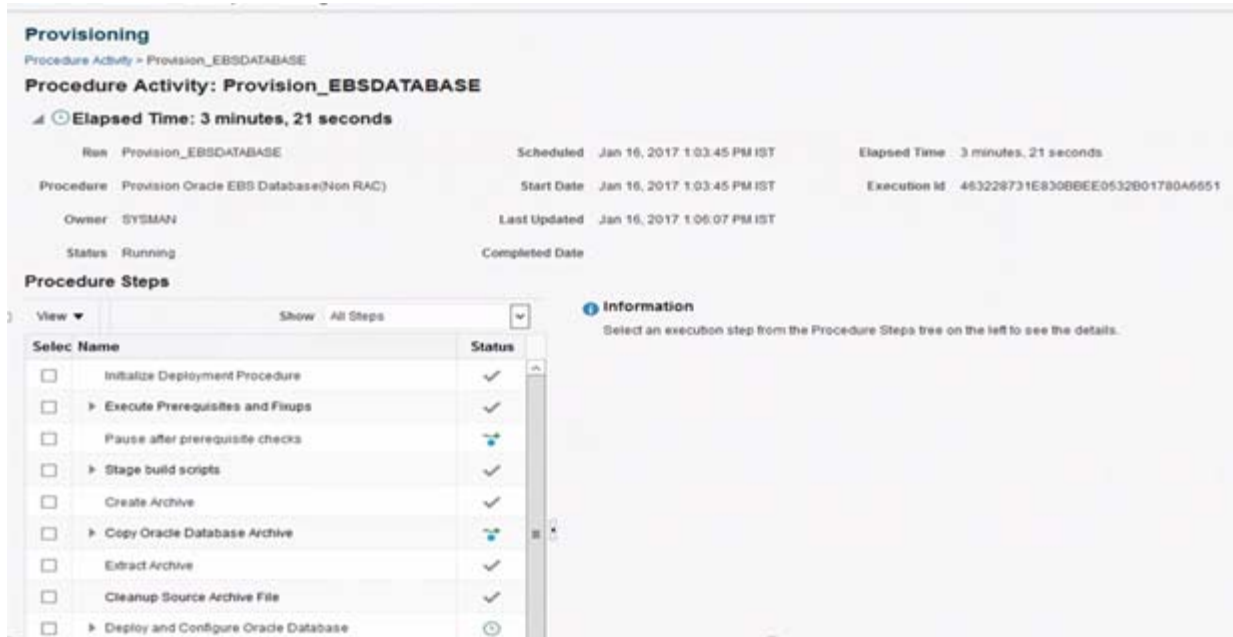 Provisioning
Procedure Activity > Provision_EBSDATABASE
Procedure Activity: Provision_EBSDATABASE
Elapsed Time: 3 minutes, 21 seconds
Run Provision_EBSDATABASE Scheduled Jan 16, 2017 1:03:45 PM IST Elapsed Time 3 minutes, 21 seconds
Procedure Provision Oracle EBS Database(Non RAC) Start Date Jan 16, 2017 1:03:45 PM IST Execution Id 463228731E830BBEE0532B01780A6651
Owner SYSMAN Last Updated Jan 16, 2017 1:06:07 PM IST
Status Running Completed Date
Procedure Steps
View Show All Steps
Information
Select an execution step from the Procedure Steps tree on the left to see the details.
Selec Name Status
Initialize Deployment Procedure
Execute Prerequisites and Fixups
Pause after prerequisite checks
Stage build scripts
Create Archive
Copy Oracle Database Archive
Extract Archive
Cleanup Source Archive File
Deploy and Configure Oracle Database